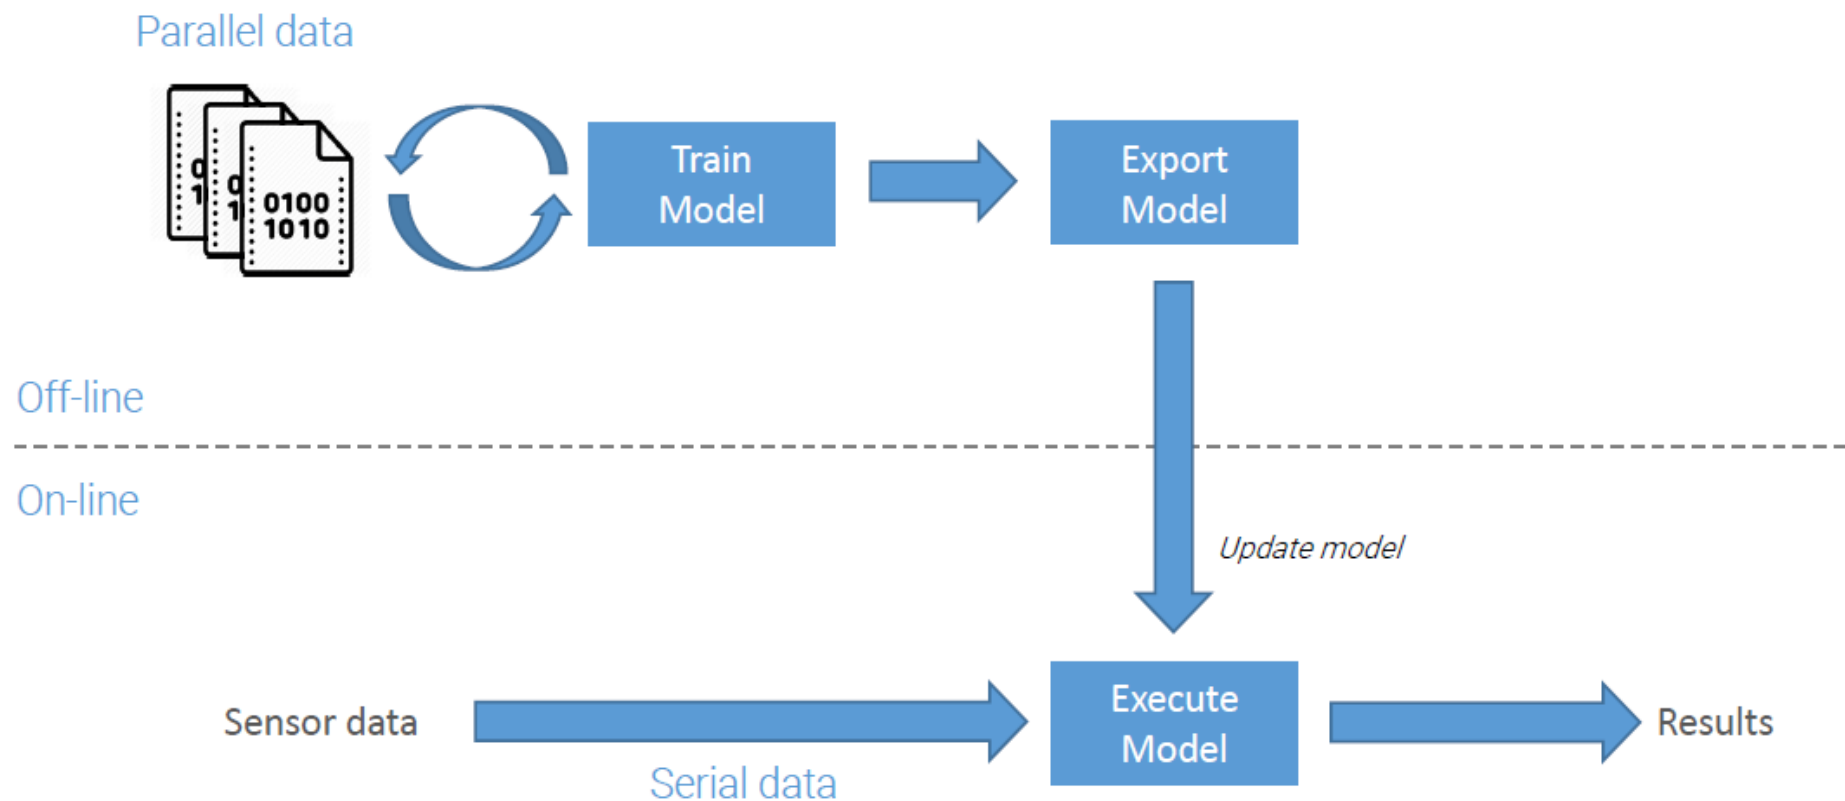 Parallel data
0100
1010
Train
Model
Export
Model
Off-line
On-line
Update model
Sensor data
Serial data
Execute
Model
Results